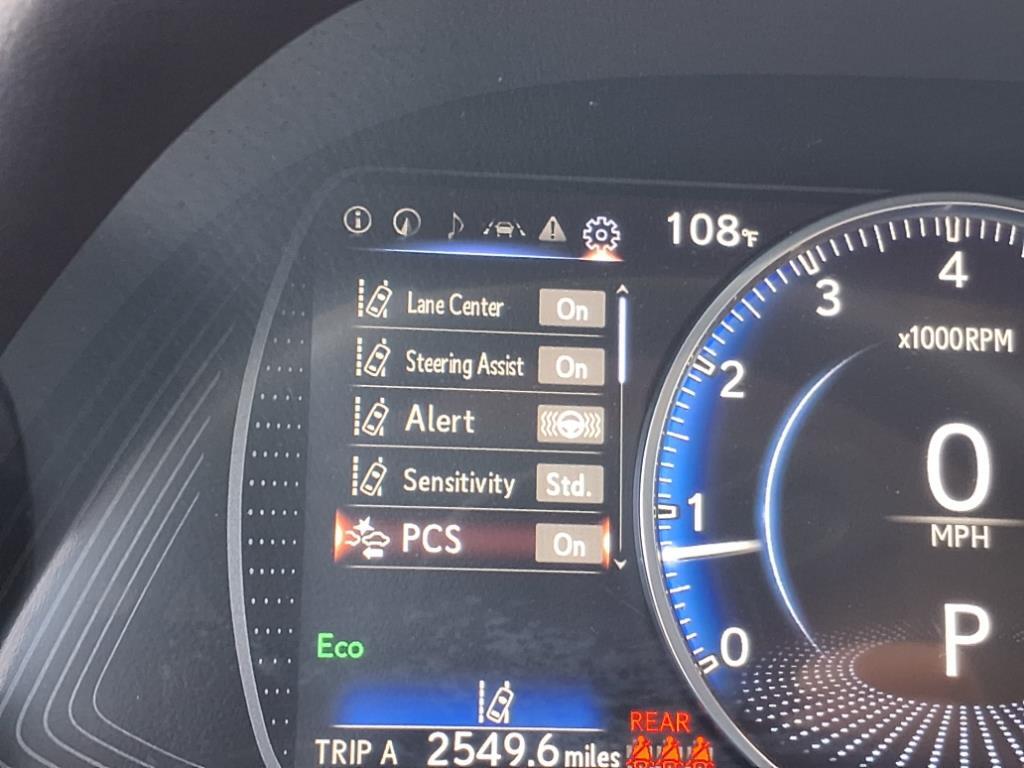 108°F
Lane Center On
Steering Assist On
Alert
Sensitivity Std.
PCS On
Eco
TRIP A 2549.6 miles
REAR
4
3
x1000RPM
2
1
0
0
MPH
P